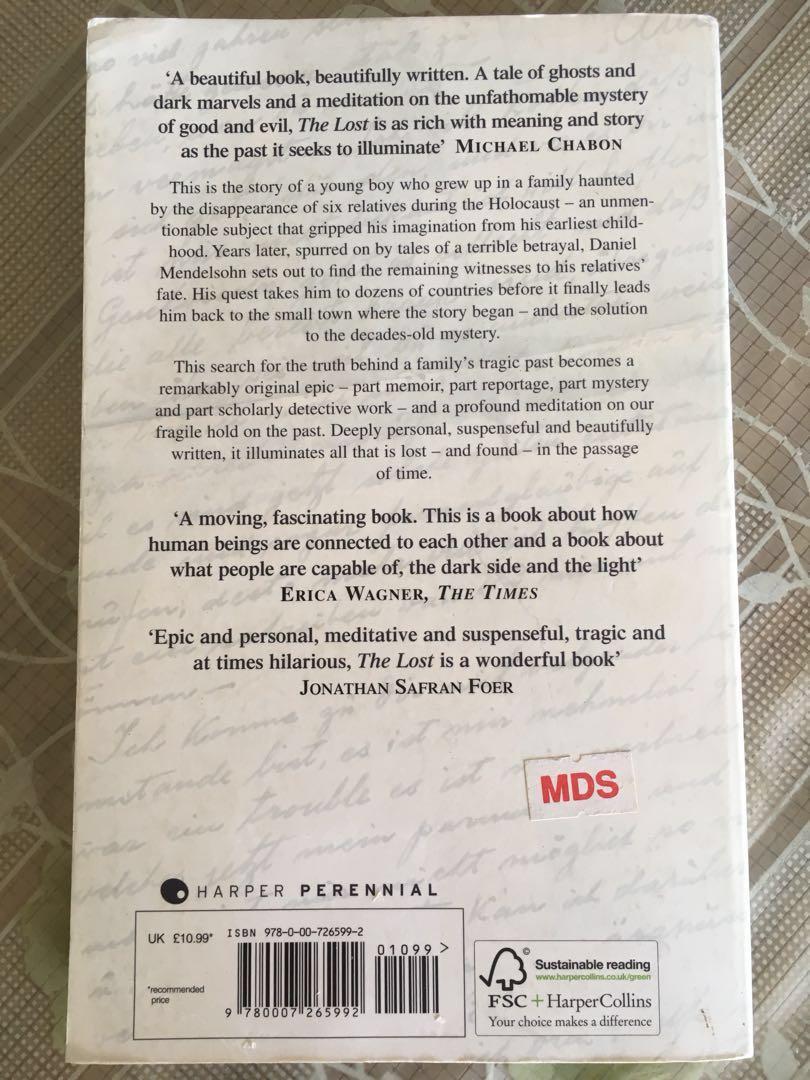 ‘A beautiful book, beautifully written. A tale of ghosts and
dark marvels and a meditation on the unfathomable mystery
of good and evil, The Lost is as rich with meaning and story
as the past it seeks to illuminate’ MICHAEL CHABON
This is the story of a young boy who grew up in a family haunted
by the disappearance of six relatives during the Holocaust – an unmen-
tionable subject that gripped his imagination from his earliest child-
hood. Years later, spurred on by tales of a terrible betrayal, Daniel
Mendelsohn sets out to find the remaining witnesses to his relatives’
fate. His quest takes him to dozens of countries before it finally leads
him back to the small town where the story began – and the solution
to the decades-old mystery.
This search for the truth behind a family’s tragic past becomes a
remarkably original epic – part memoir, part reportage, part mystery
and part scholarly detective work – and a profound meditation on our
fragile hold on the past. Deeply personal, suspenseful and beautifully
written, it illuminates all that is lost – and found – in the passage
of time.
‘A moving, fascinating book. This is a book about how
human beings are connected to each other and a book about
what people are capable of, the dark side and the light’
ERICA WAGNER, THE TIMES
‘Epic and personal, meditative and suspenseful, tragic and
at times hilarious, The Lost is a wonderful book’
JONATHAN SAFRAN FOER
Ich komme
MDS
HARPER PERENNIAL
UK £10.99*
*recommended
price
ISBN 978-0-00-726599-2
01099 >
9 780007 265992
© Sustainable reading
www.harpercollins.co.uk/green
FSC + HarperCollins
Your choice makes a difference